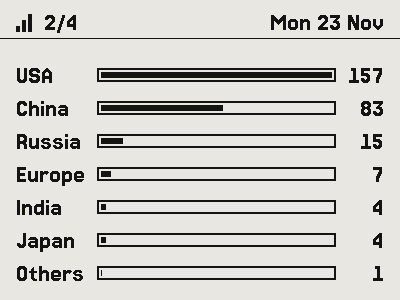 2/4 Mon 23 Nov
USA 157
China 83
Russia 15
Europe 7
India 4
Japan 4
Others 1